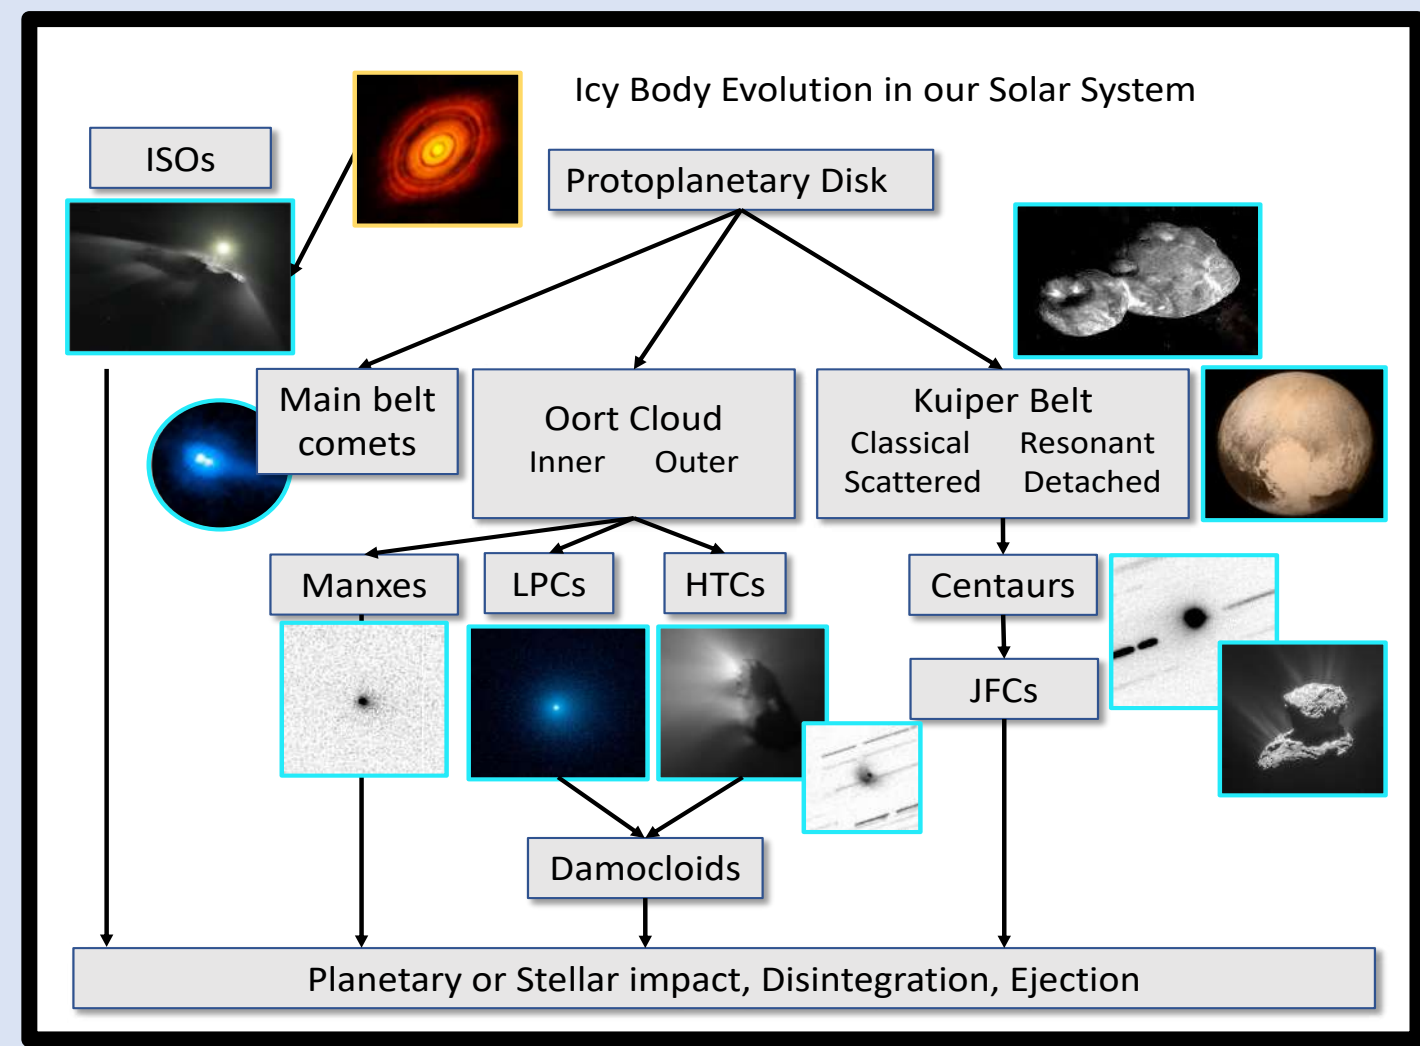 Icy Body Evolution in our Solar System
ISOs
Protoplanetary Disk
Main belt
comets
Oort Cloud
Inner Outer
Kuiper Belt
Classical Resonant
Scattered Detached
Manxes
LPCs
HTCs
Centaurs
JFCs
Damocloids
Planetary or Stellar impact, Disintegration, Ejection